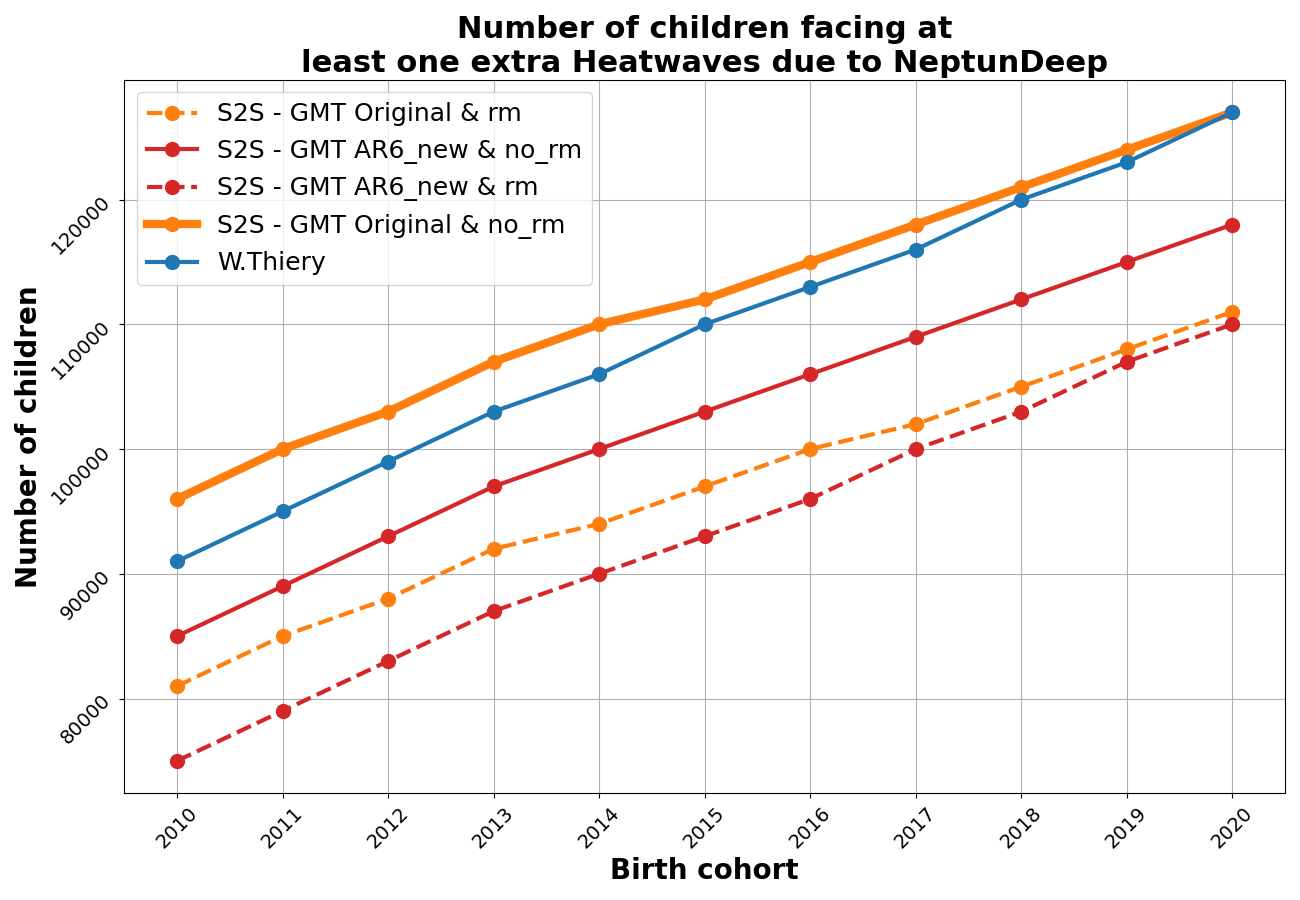 Number of children facing at
least one extra Heatwaves due to NeptunDeep
S2S - GMT Original & rm
S2S - GMT AR6_new & no_rm
S2S - GMT AR6_new & rm
S2S - GMT Original & no_rm
W.Thiery
Number of children
120000
110000
100000
90000
80000
2010
2011
2012
2013
2014
2015
2016
2017
2018
2019
2020
Birth cohort